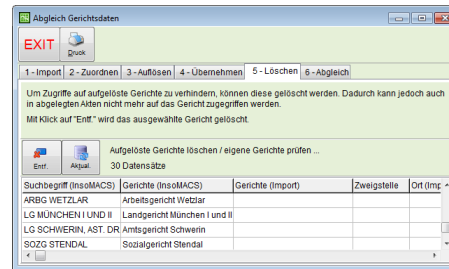 Abgleich Gerichtsdaten
EXIT
Druck
1 - Import 2 - Zuordnen 3 - Auflösen 4 - Übernehmen 5 - Löschen 6 - Abgleich
Um Zugriffe auf aufgelöste Gerichte zu verhindern, können diese gelöscht werden. Dadurch kann jedoch auch
in abgelegten Akten nicht mehr auf das Gericht zugegriffen werden.
Mit Klick auf "Entf." wird das ausgewählte Gericht gelöscht.
Aufgelöste Gerichte löschen / eigene Gerichte prüfen ...
Entf. Aktual. 30 Datensätze
Suchbegriff (InsoMACS) Gerichte (InsoMACS) Gerichte (Import) Zweigstelle Ort (Imp
ARBG WETZLAR Arbeitsgericht Wetzlar
LG MÜNCHEN I UND II Landgericht München I und II
LG SCHWERIN, AST. DR Amtsgericht Schwerin
SOZG STENDAL Sozialgericht Stendal